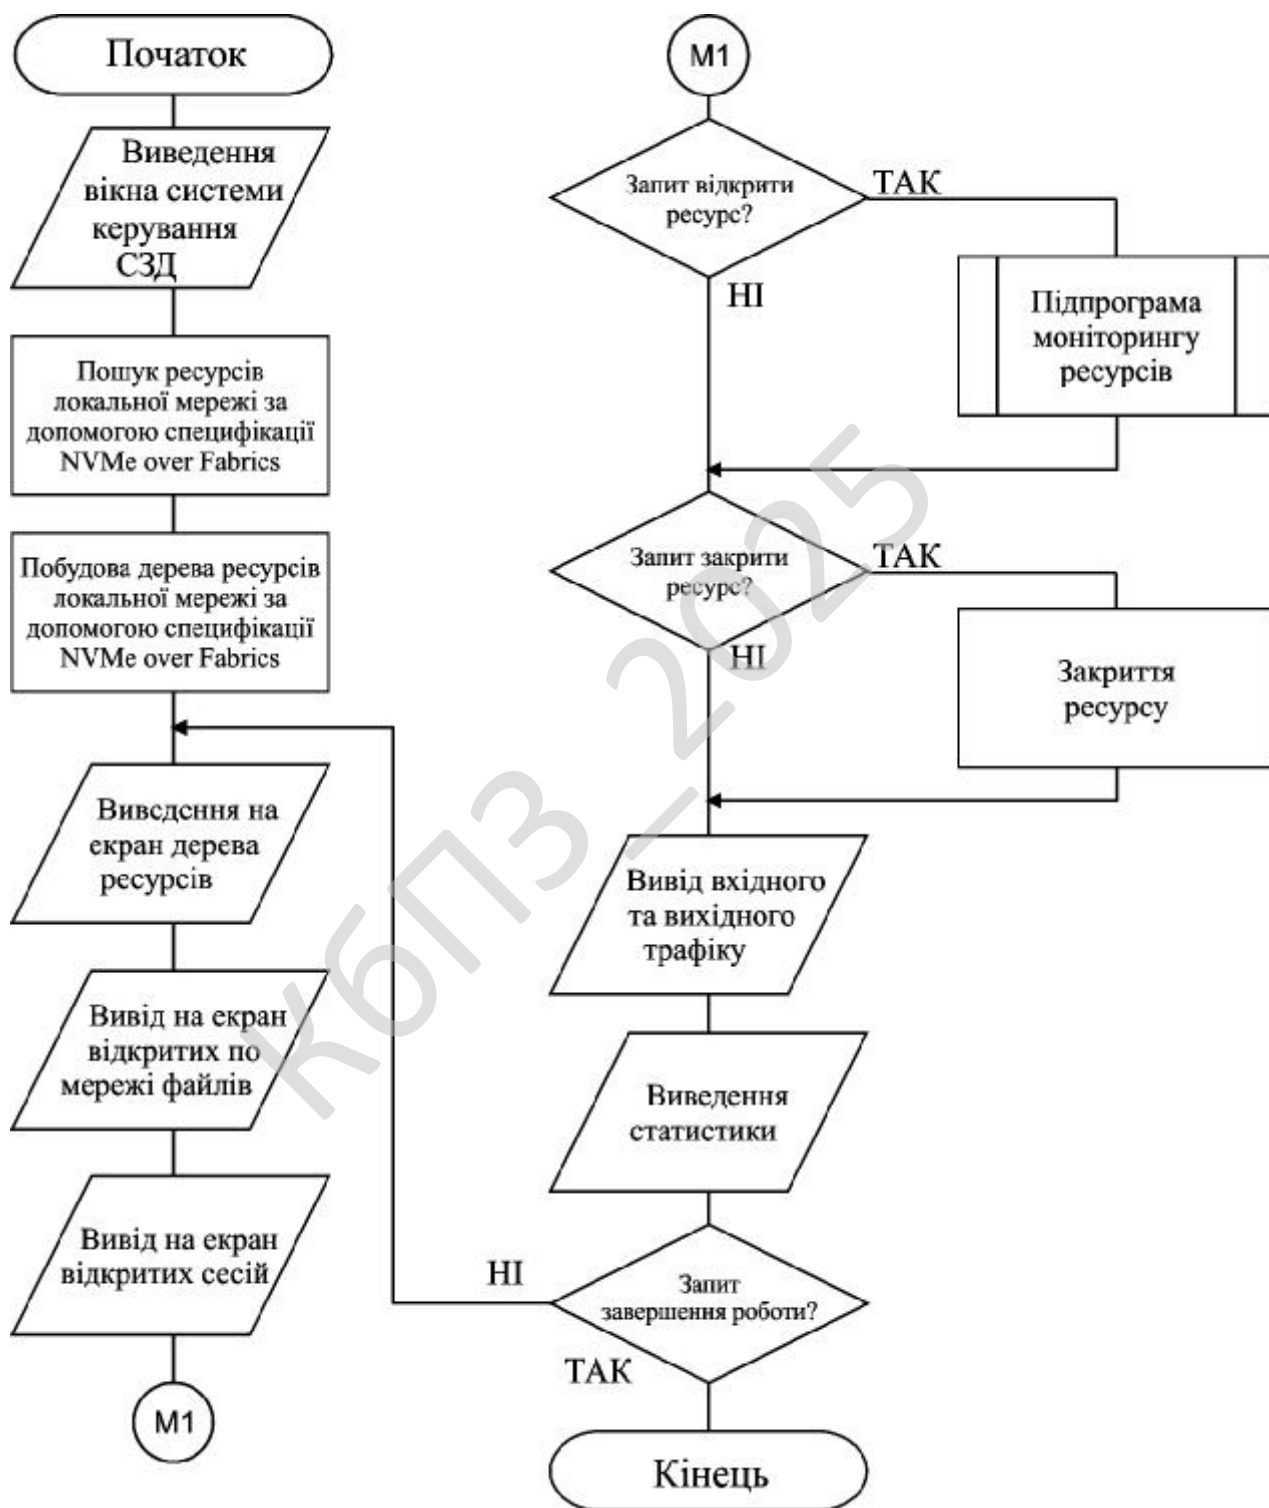 Початок
Виведення
вікна системи
керування
СЗД
Пошук ресурсів
локальної мережі за
допомогою специфікації
NVMe over Fabrics
Побудова дерева ресурсів
локальної мережі за
допомогою специфікації
NVMe over Fabrics
Виведення на
екран дерева
ресурсів
Вивід на екран
відкритих по
мережі файлів
Вивід на екран
відкритих сесій
М1
М1
Запит відкрити
ресурс?
ТАК
НІ
Підпрограма
моніторингу
ресурсів
Запит закрити
ресурс?
ТАК
НІ
Закриття
ресурсу
Вивід вхідного
та вихідного
трафіку
Виведення
статистики
Запит
завершення роботи?
НІ
ТАК
Кінець
КбПЗ_2025